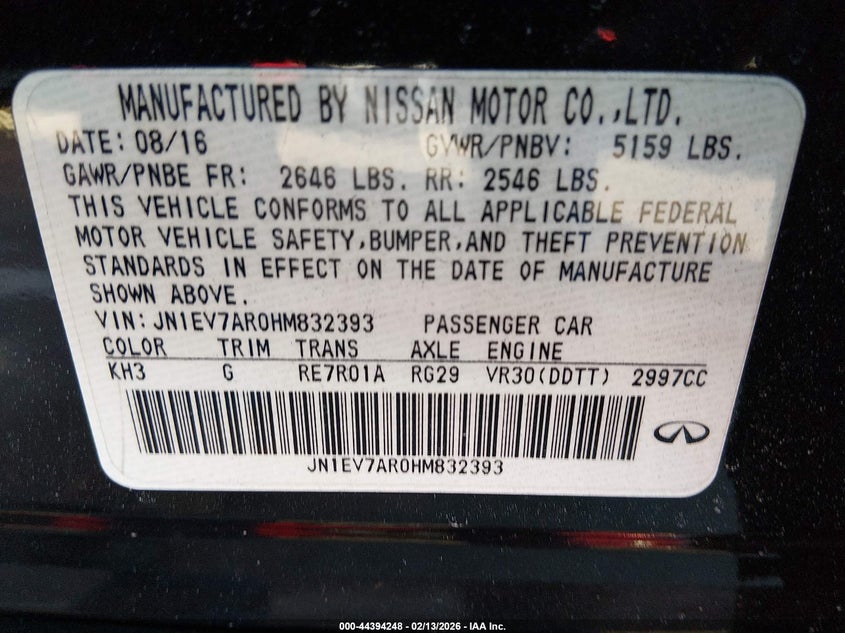 MANUFACTURED BY NISSAN MOTOR CO.,LTD.
DATE: 08/16 GVWR/PNBV: 5159 LBS.
GAWR/PNBE FR: 2646 LBS. RR: 2546 LBS.
THIS VEHICLE CONFORMS TO ALL APPLICABLE FEDERAL
MOTOR VEHICLE SAFETY,BUMPER,AND THEFT PREVENTION
STANDARDS IN EFFECT ON THE DATE OF MANUFACTURE
SHOWN ABOVE.
VIN:JN1EV7AR0HM832393 PASSENGER CAR
COLOR TRIM TRANS AXLE ENGINE
KH3 G RE7R01A RG29 VR30(DDTT) 2997CC
JN1EV7AR0HM832393
000-44394248 - 02/13/2026 - IAA Inc.